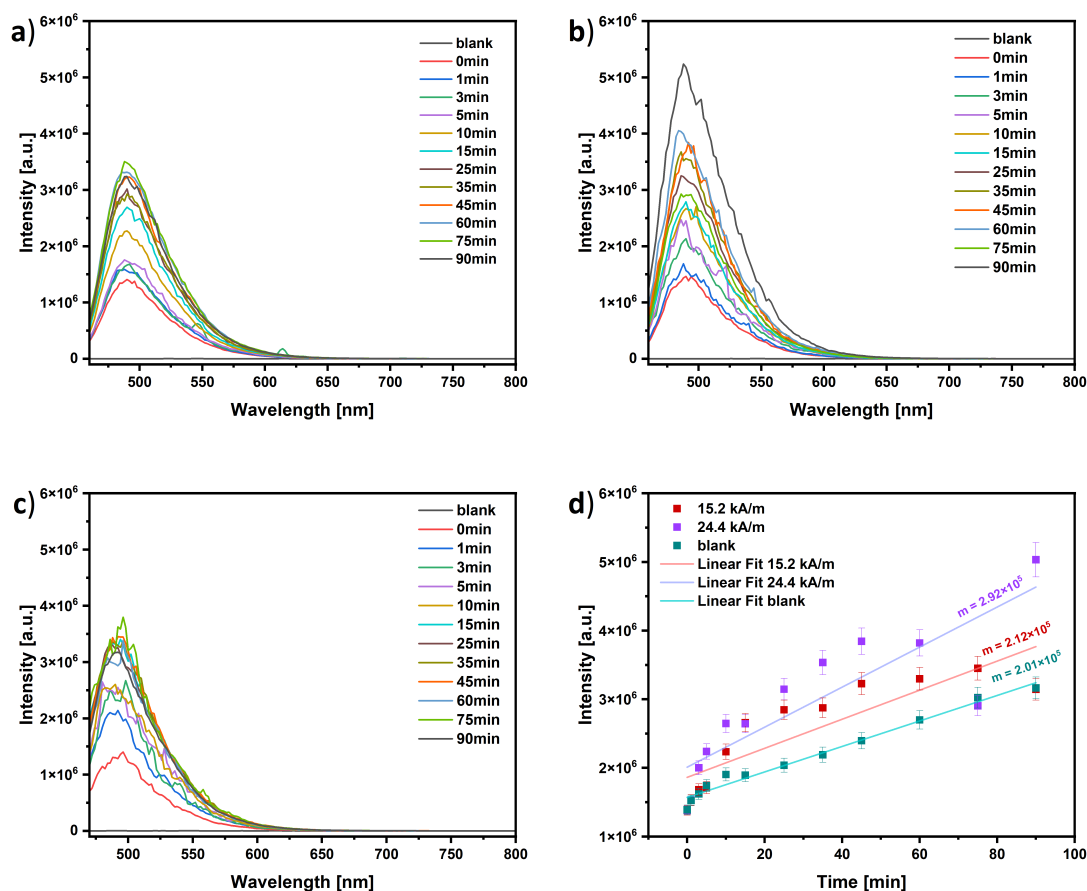 a)
6×10⁶
5×10⁶
4×10⁶
3×10⁶
2×10⁶
1×10⁶
0
Intensity [a.u.]
500 550 600 650 700 750 800
Wavelength [nm]
blank
0min
1min
3min
5min
10min
15min
25min
35min
45min
60min
75min
90min
b)
6×10⁶
5×10⁶
4×10⁶
3×10⁶
2×10⁶
1×10⁶
0
Intensity [a.u.]
500 550 600 650 700 750 800
Wavelength [nm]
blank
0min
1min
3min
5min
10min
15min
25min
35min
45min
60min
75min
90min
c)
6×10⁶
5×10⁶
4×10⁶
3×10⁶
2×10⁶
1×10⁶
0
Intensity [a.u.]
500 550 600 650 700 750 800
Wavelength [nm]
blank
0min
1min
3min
5min
10min
15min
25min
35min
45min
60min
75min
90min
d)
6×10⁶
5×10⁶
4×10⁶
3×10⁶
2×10⁶
1×10⁶
Intensity [a.u.]
0 20 40 60 80 100
Time [min]
15.2 kA/m
24.4 kA/m
blank
Linear Fit 15.2 kA/m
Linear Fit 24.4 kA/m
Linear Fit blank
m = 2.92×10⁵
m = 2.12×10⁵
m = 2.01×10⁵